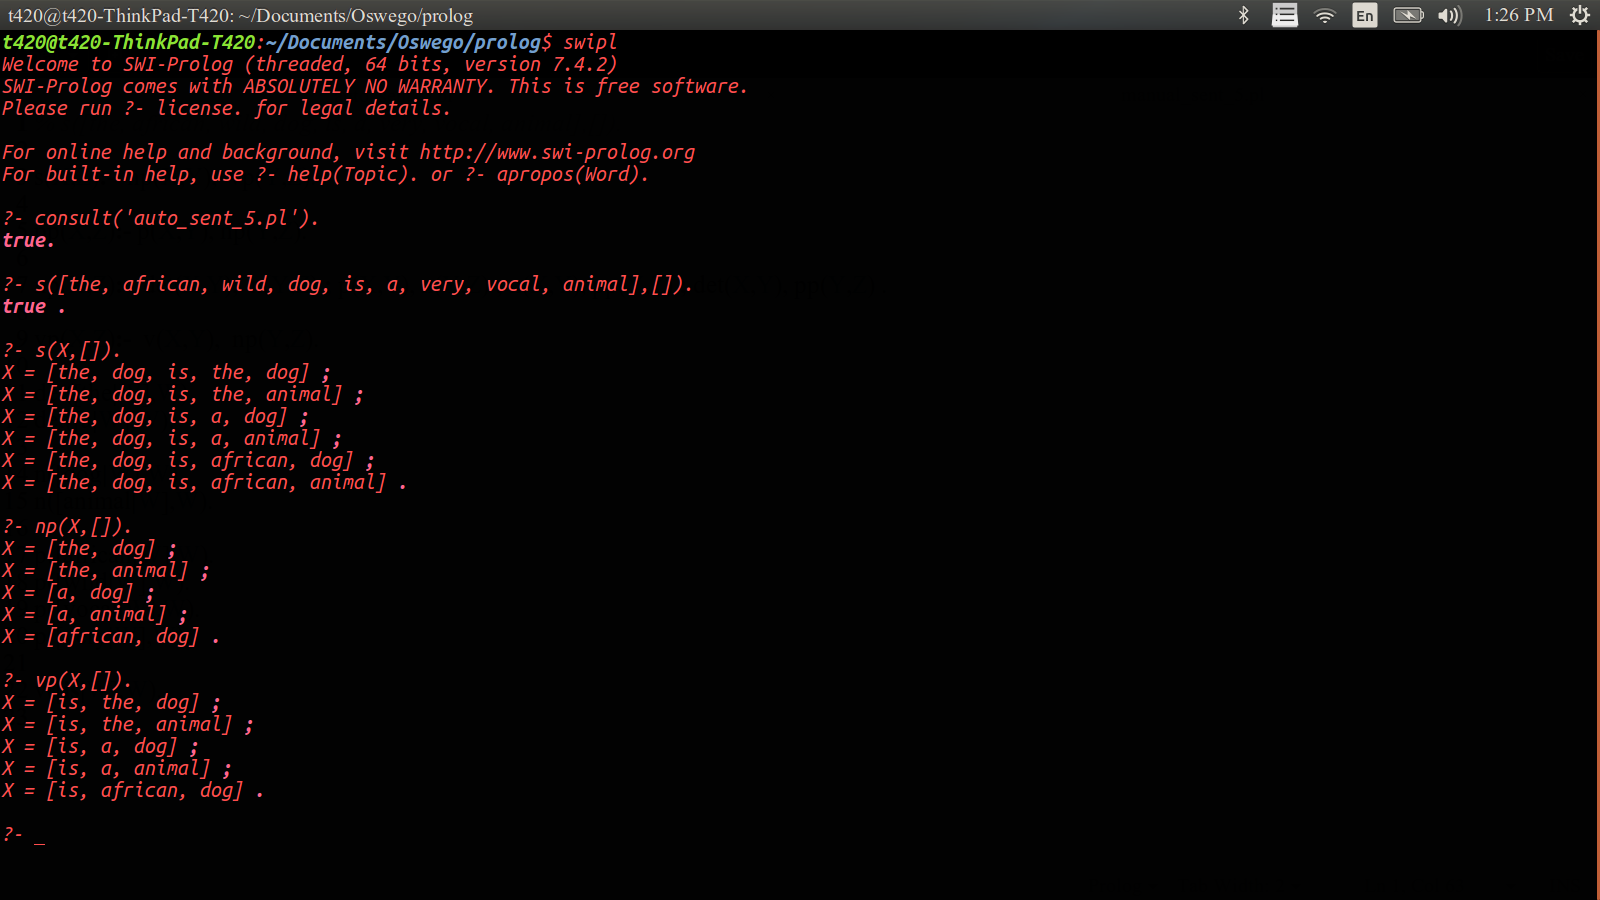 t420@t420-ThinkPad-T420: ~/Documents/Oswego/prolog
En
1:26 PM
t420@t420-ThinkPad-T420:~/Documents/Oswego/prolog$ swipl
Welcome to SWI-Prolog (threaded, 64 bits, version 7.4.2)
SWI-Prolog comes with ABSOLUTELY NO WARRANTY. This is free software.
Please run ?- license. for legal details.
For online help and background, visit http://www.swi-prolog.org
For built-in help, use ?- help(Topic). or ?- apropos(Word).
?- consult('auto_sent_5.pl').
true.
?- s([the, african, wild, dog, is, a, very, vocal, animal],[]).
true .
?- s(X,[]).
X = [the, dog, is, the, dog] ;
X = [the, dog, is, the, animal] ;
X = [the, dog, is, a, dog] ;
X = [the, dog, is, a, animal] ;
X = [the, dog, is, african, dog] ;
X = [the, dog, is, african, animal] .
?- np(X,[]).
X = [the, dog] ;
X = [the, animal] ;
X = [a, dog] ;
X = [a, animal] ;
X = [african, dog] .
?- vp(X,[]).
X = [is, the, dog] ;
X = [is, the, animal] ;
X = [is, a, dog] ;
X = [is, a, animal] ;
X = [is, african, dog] .
?- _